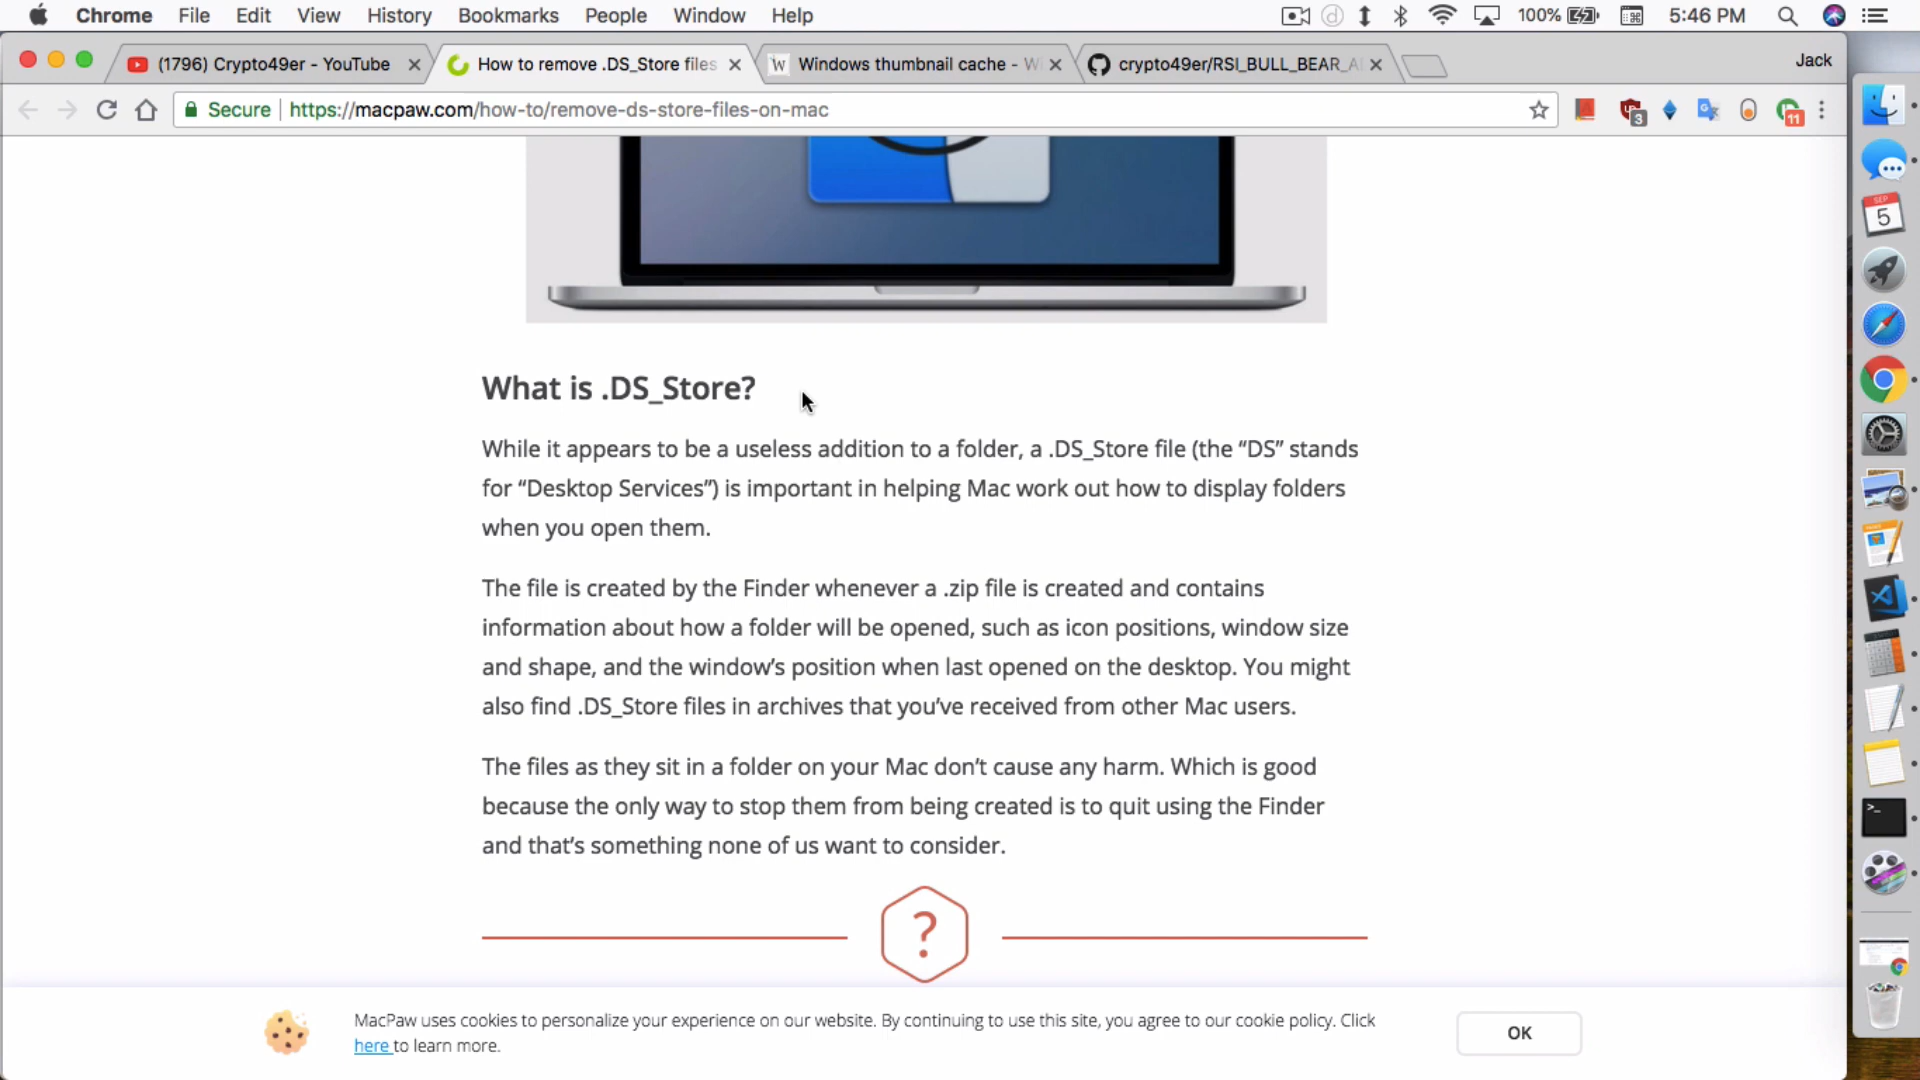 Chrome File Edit View History Bookmarks People Window Help 100% 5:46 PM
(1796) Crypto49er - YouTube How to remove .DS_Store files Windows thumbnail cache - W crypto49er/RSI_BULL_BEAR_A Jack
Secure https://macpaw.com/how-to/remove-ds-store-files-on-mac 3 11
SEP
5
What is .DS_Store?
While it appears to be a useless addition to a folder, a .DS_Store file (the “DS” stands
for “Desktop Services”) is important in helping Mac work out how to display folders
when you open them.
The file is created by the Finder whenever a .zip file is created and contains
information about how a folder will be opened, such as icon positions, window size
and shape, and the window’s position when last opened on the desktop. You might
also find .DS_Store files in archives that you’ve received from other Mac users.
The files as they sit in a folder on your Mac don’t cause any harm. Which is good
because the only way to stop them from being created is to quit using the Finder
and that’s something none of us want to consider.
?
MacPaw uses cookies to personalize your experience on our website. By continuing to use this site, you agree to our cookie policy. Click
here to learn more.
OK